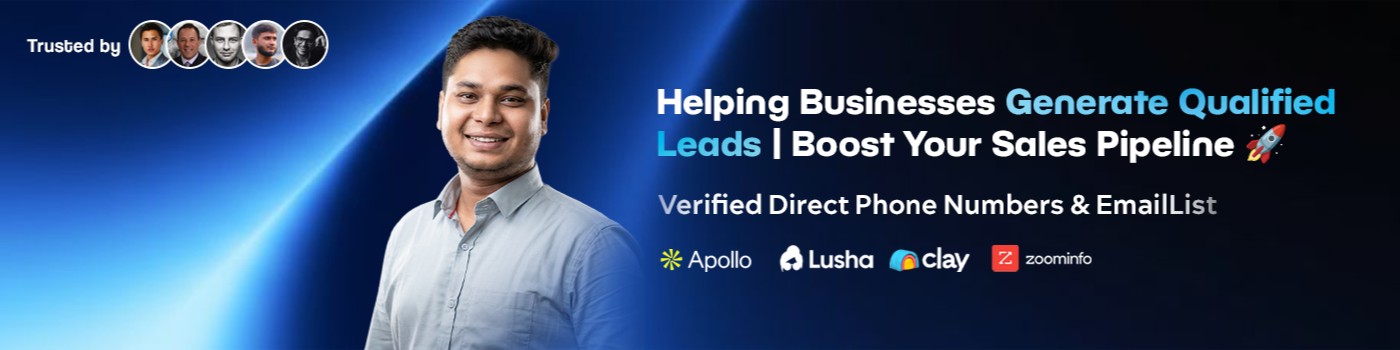 Trusted by
Helping Businesses Generate Qualified
Leads | Boost Your Sales Pipeline 🚀
Verified Direct Phone Numbers & EmailList
Apollo Lusha clay Z zoominfo